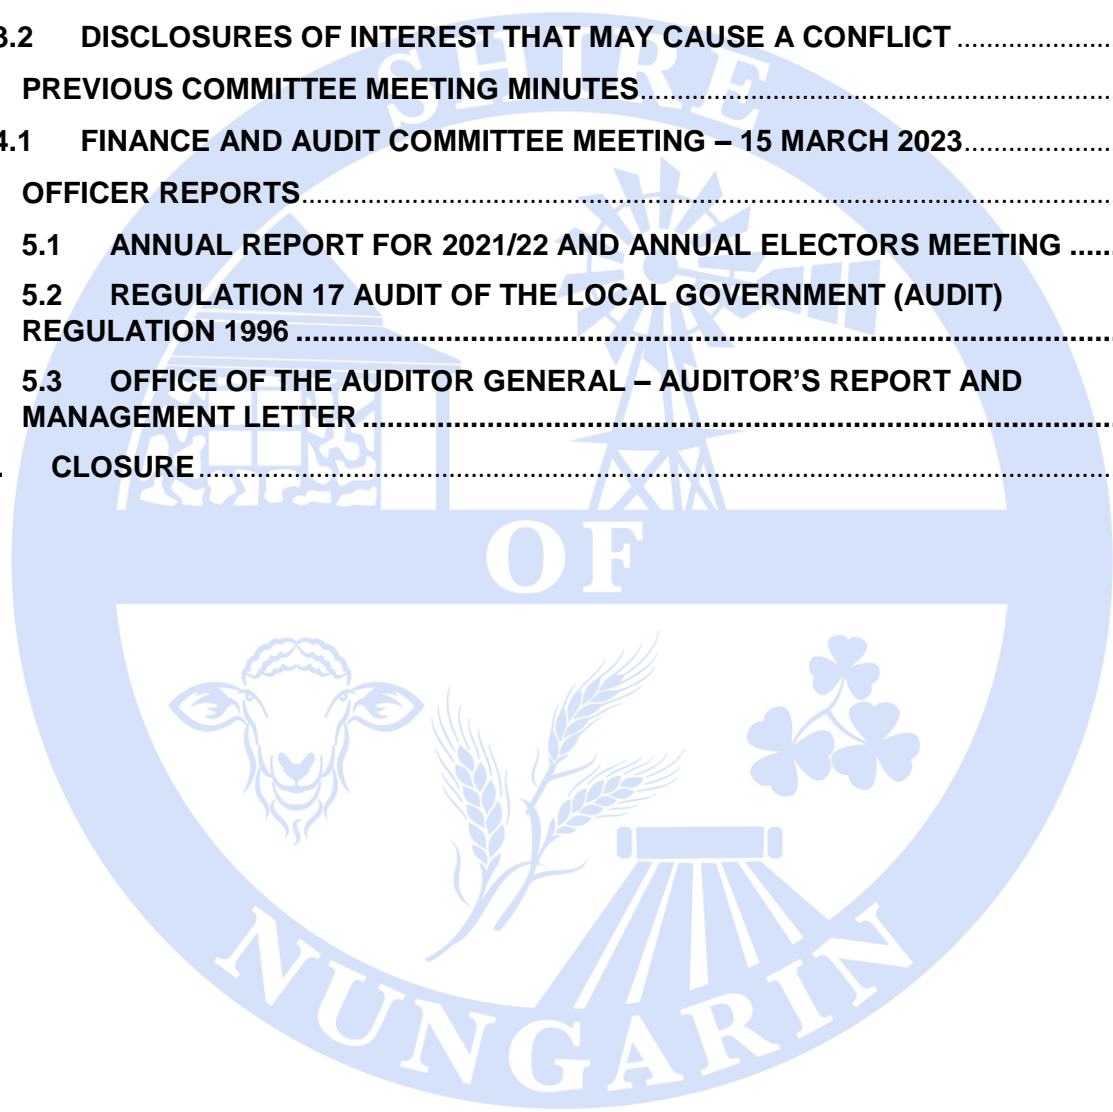 3.2 DISCLOSURES OF INTEREST THAT MAY CAUSE A CONFLICT
PREVIOUS COMMITTEE MEETING MINUTES
4.1 FINANCE AND AUDIT COMMITTEE MEETING – 15 MARCH 2023
OFFICER REPORTS
5.1 ANNUAL REPORT FOR 2021/22 AND ANNUAL ELECTORS MEETING
5.2 REGULATION 17 AUDIT OF THE LOCAL GOVERNMENT (AUDIT)
REGULATION 1996
5.3 OFFICE OF THE AUDITOR GENERAL – AUDITOR’S REPORT AND
MANAGEMENT LETTER
. CLOSURE
SHIRE
OF
NUNGARIN